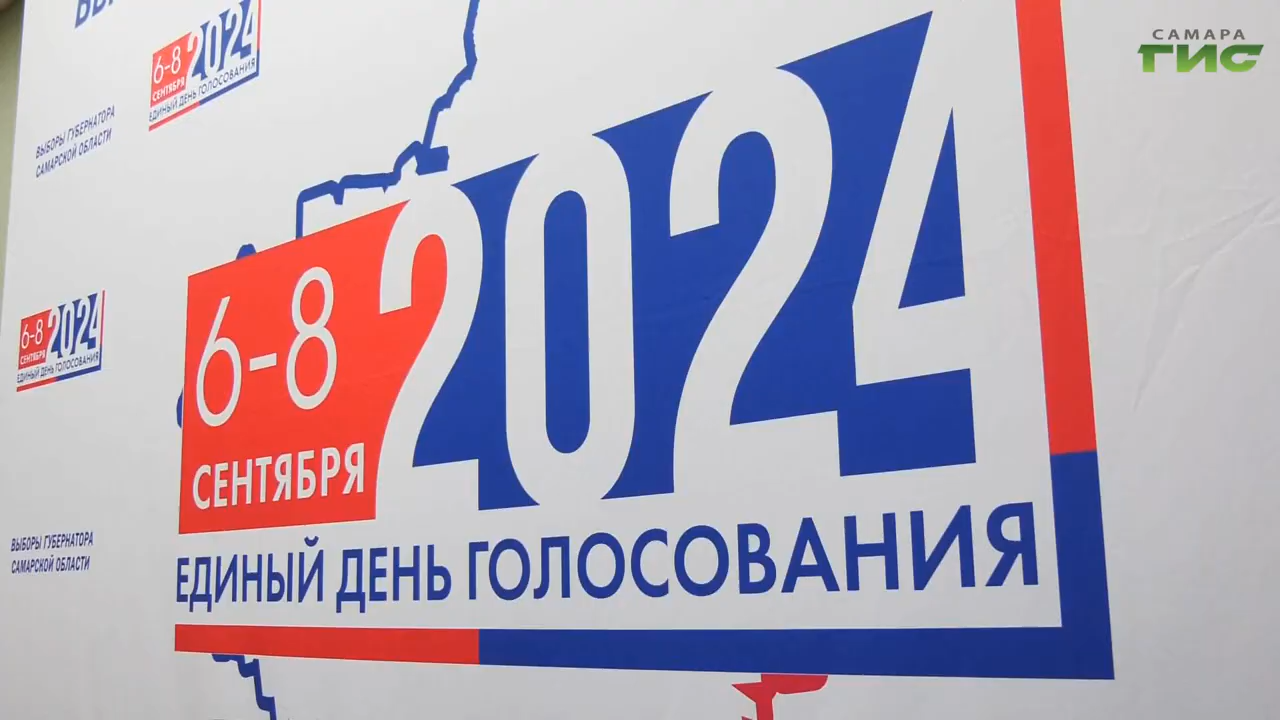 6-8
2024
СЕНТЯБРЯ
ЕДИНЫЙ ДЕНЬ ГОЛОСОВАНИЯ
ВЫБОРЫ ГУБЕРНАТОРА
САМАРСКОЙ ОБЛАСТИ
6-8
2024
СЕНТЯБРЯ
ЕДИНЫЙ ДЕНЬ ГОЛОСОВАНИЯ
6-8
2024
СЕНТЯБРЯ
ЕДИНЫЙ ДЕНЬ ГОЛОСОВАНИЯ
ВЫБОРЫ ГУБЕРНАТОРА
САМАРСКОЙ ОБЛАСТИ
САМАРА
ГИС